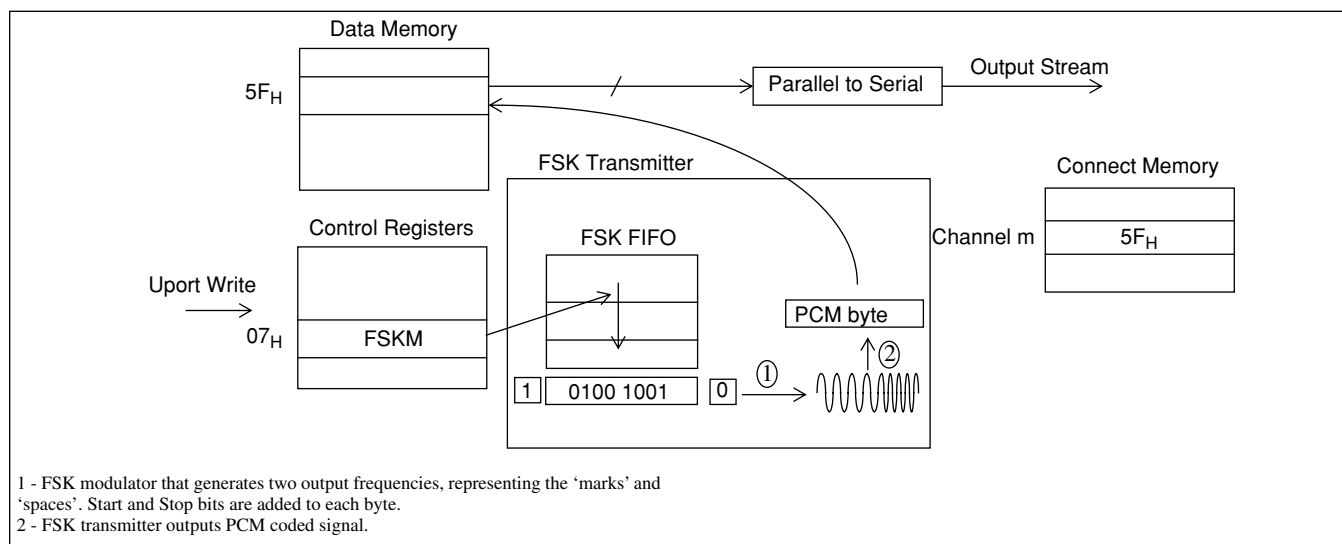 Data Memory
5FH
Parallel to Serial
Output Stream
FSK Transmitter
Connect Memory
Control Registers
FSK FIFO
Channel m
5FH
Uport Write
PCM byte
07H
FSKM
2
1
0100 1001
0
1
1 - FSK modulator that generates two output frequencies, representing the ‘marks’ and
‘spaces’. Start and Stop bits are added to each byte.
2 - FSK transmitter outputs PCM coded signal.